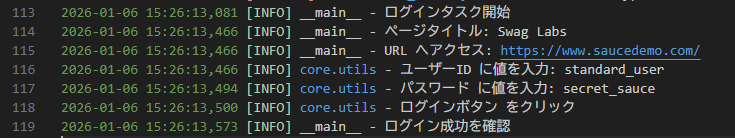 113 2026-01-06 15:26:13,081 [INFO] __main__ - ログインタスク開始
114 2026-01-06 15:26:13,466 [INFO] __main__ - ページタイトル: Swag Labs
115 2026-01-06 15:26:13,466 [INFO] __main__ - URL へアクセス: https://www.saucedemo.com/
116 2026-01-06 15:26:13,466 [INFO] core.utils - ユーザーID に値を入力: standard_user
117 2026-01-06 15:26:13,494 [INFO] core.utils - パスワード に値を入力: secret_sauce
118 2026-01-06 15:26:13,500 [INFO] core.utils - ログインボタン をクリック
119 2026-01-06 15:26:13,573 [INFO] __main__ - ログイン成功を確認